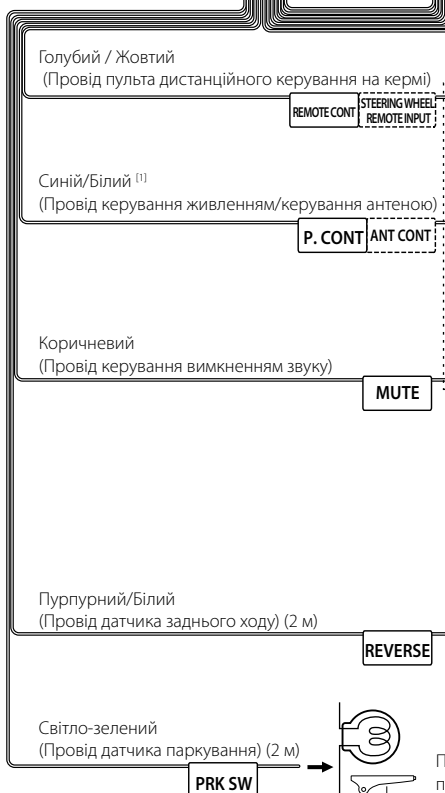 Голубий / Жовтий
(Провід пульта дистанційного керування на кермі)
REMOTE CONT
STEERING WHEEL
REMOTE INPUT
Синій/Білий [1]
(Провід керування живленням/керування антеною)
P. CONT
ANT CONT
Коричневий
(Провід керування вимкненням звуку)
MUTE
Пурпурний/Білий
(Провід датчика заднього ходу) (2 м)
REVERSE
Світло-зелений
(Провід датчика паркування) (2 м)
PRK SW